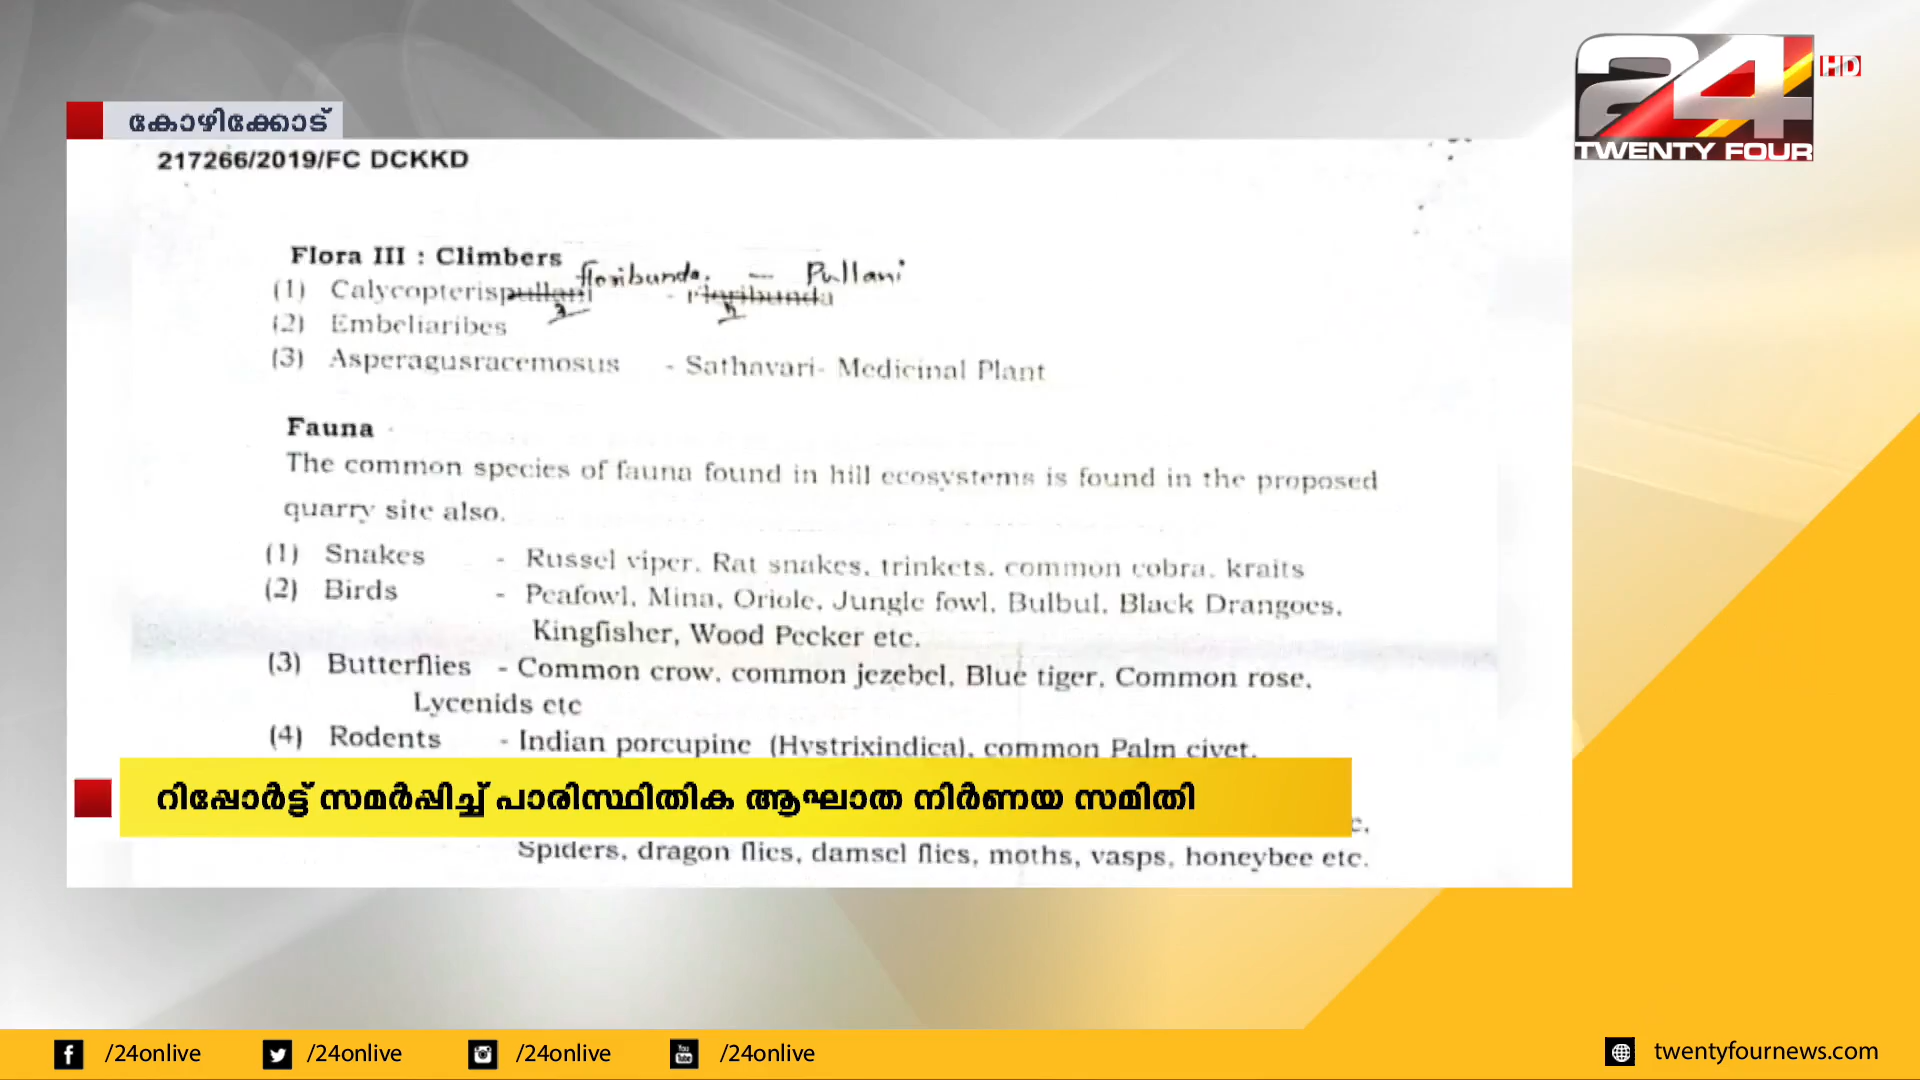 24 HD
TWENTY FOUR
കോഴിക്കോട്
217266/2019/FC DCKKD
Flora III : Climbers
floribunda. — Pullani
(1) Calycopterispullani - Floribunda
(2) Embeliaribes
(3) Asperagusracemosus - Sathavari- Medicinal Plant
Fauna
The common species of fauna found in hill ecosystems is found in the proposed
quarry site also.
(1) Snakes - Russel viper, Rat snakes, trinkets, common cobra, kraits
(2) Birds - Peafowl, Mina, Oriole, Jungle fowl, Bulbul, Black Drangoes,
Kingfisher, Wood Pecker etc.
(3) Butterflies - Common crow, common jezebel, Blue tiger, Common rose,
Lycenids etc
(4) Rodents - Indian porcupine (Hystrixindica), common Palm civet,
റിപ്പോർട്ട് സമർപ്പിച്ച് പാരിസ്ഥിതിക ആഘാത നിർണയ സമിതി
Spiders, dragon flies, damsel flies, moths, vasps, honeybee etc.
/24onlive /24onlive /24onlive /24onlive twentyfournews.com